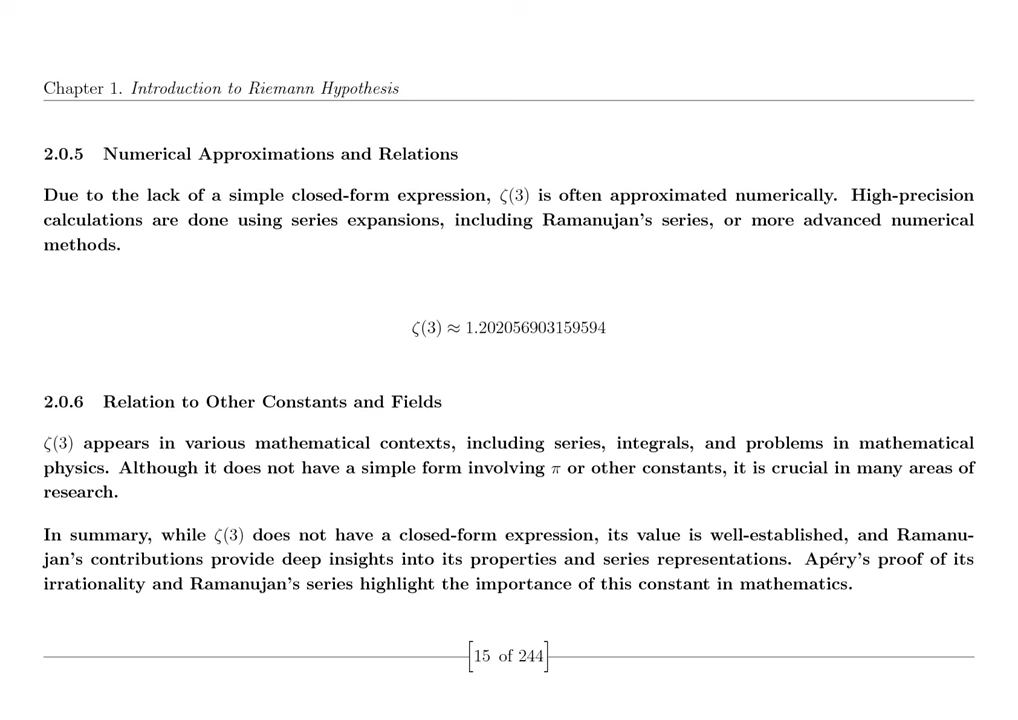 Chapter 1. Introduction to Riemann Hypothesis
2.0.5 Numerical Approximations and Relations
Due to the lack of a simple closed-form expression, ζ(3) is often approximated numerically. High-precision
calculations are done using series expansions, including Ramanujan's series, or more advanced numerical
methods.
ζ(3) ≈ 1.202056903159594
2.0.6 Relation to Other Constants and Fields
ζ(3) appears in various mathematical contexts, including series, integrals, and problems in mathematical
physics. Although it does not have a simple form involving π or other constants, it is crucial in many areas of
research.
In summary, while ζ(3) does not have a closed-form expression, its value is well-established, and Ramanu-
jan's contributions provide deep insights into its properties and series representations. Apéry's proof of its
irrationality and Ramanujan's series highlight the importance of this constant in mathematics.
[15 of 244]